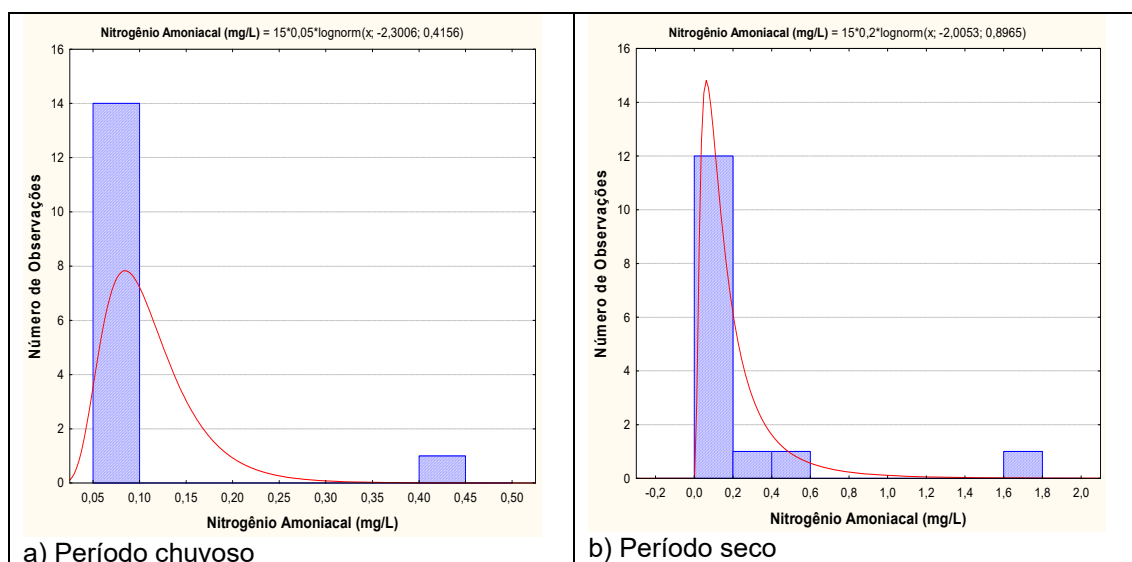 Nitrogênio Amoniacal (mg/L) = 15*0,05*lognorm(x; -2,3006; 0,4156)
16
14
12
10
8
6
4
2
0
Número de Observações
0,05 0,10 0,15 0,20 0,25 0,30 0,35 0,40 0,45 0,50
Nitrogênio Amoniacal (mg/L)
a) Período chuvoso
Nitrogênio Amoniacal (mg/L) = 15*0,2*lognorm(x; -2,0053; 0,8965)
16
14
12
10
8
6
4
2
0
Número de Observações
-0,2 0,0 0,2 0,4 0,6 0,8 1,0 1,2 1,4 1,6 1,8 2,0
Nitrogênio Amoniacal (mg/L)
b) Período seco